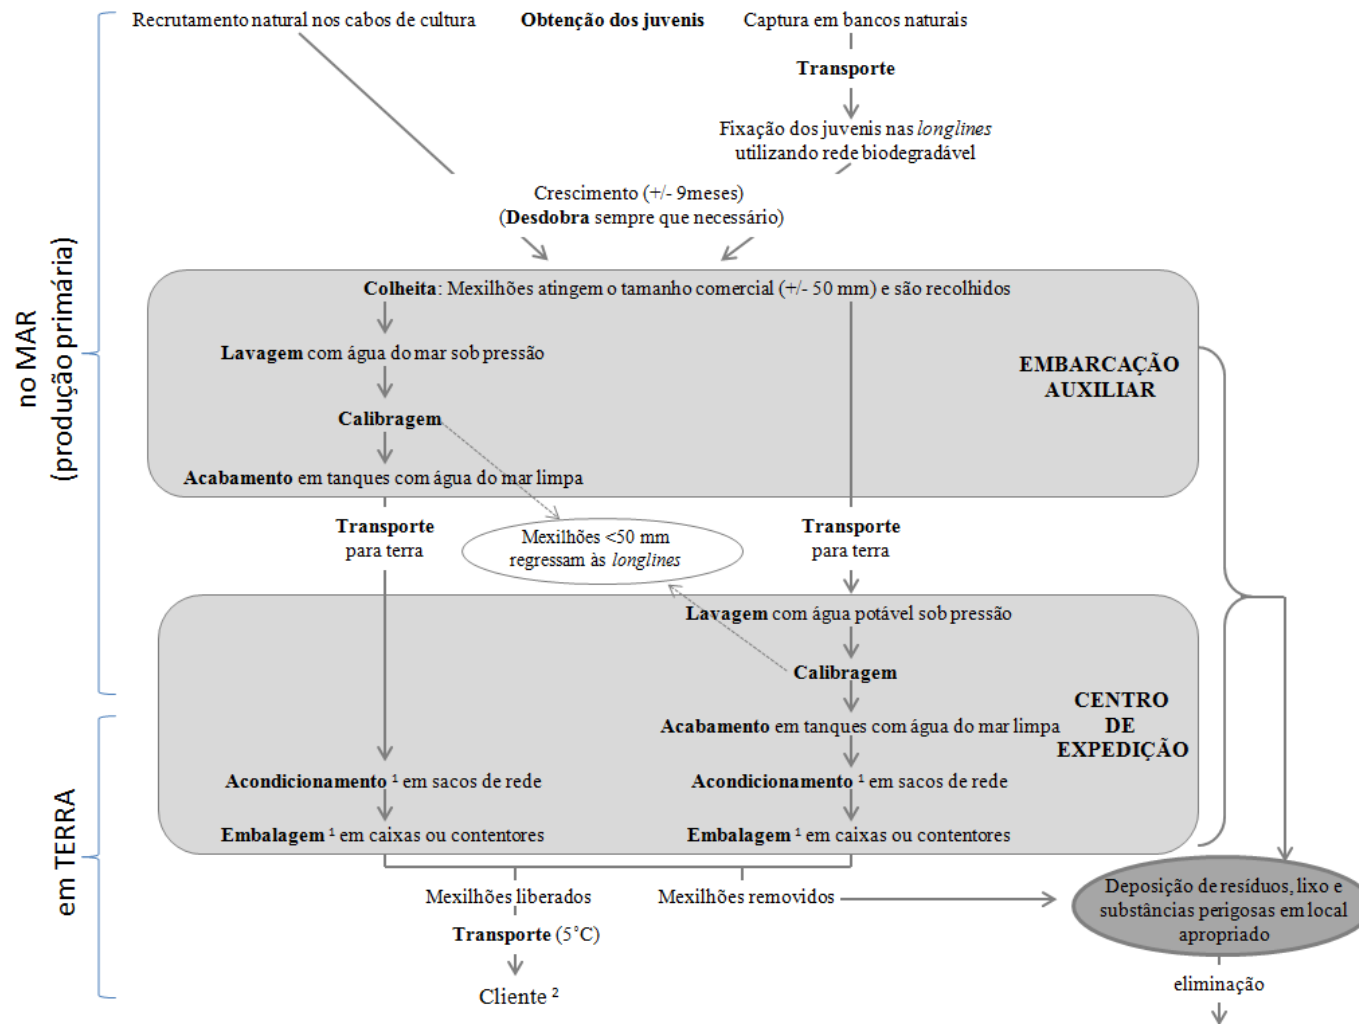 Recrutamento natural nos cabos de cultura
Obtenção dos juvenis
Captura em bancos naturais
Transporte
Fixação dos juvenis nas longlines
utilizando rede biodegradável
Crescimento (+/- 9meses)
(Desdobra sempre que necessário)
no MAR
(produção primária)
Colheita: Mexilhões atingem o tamanho comercial (+/- 50 mm) e são recolhidos
Lavagem com água do mar sob pressão
EMBARCAÇÃO
AUXILIAR
Calibragem
Acabamento em tanques com água do mar limpa
Transporte
para terra
Mexilhões <50 mm
regressam às longlines
Transporte
para terra
Lavagem com água potável sob pressão
Calibragem
CENTRO
DE
EXPEDIÇÃO
Acabamento em tanques com água do mar limpa
em TERRA
Acondicionamento ¹ em sacos de rede
Acondicionamento ¹ em sacos de rede
Embalagem ¹ em caixas ou contentores
Embalagem ¹ em caixas ou contentores
Mexilhões liberados
Mexilhões removidos
Deposição de resíduos, lixo e
substâncias perigosas em local
apropriado
Transporte (5˚C)
Cliente ²
eliminação